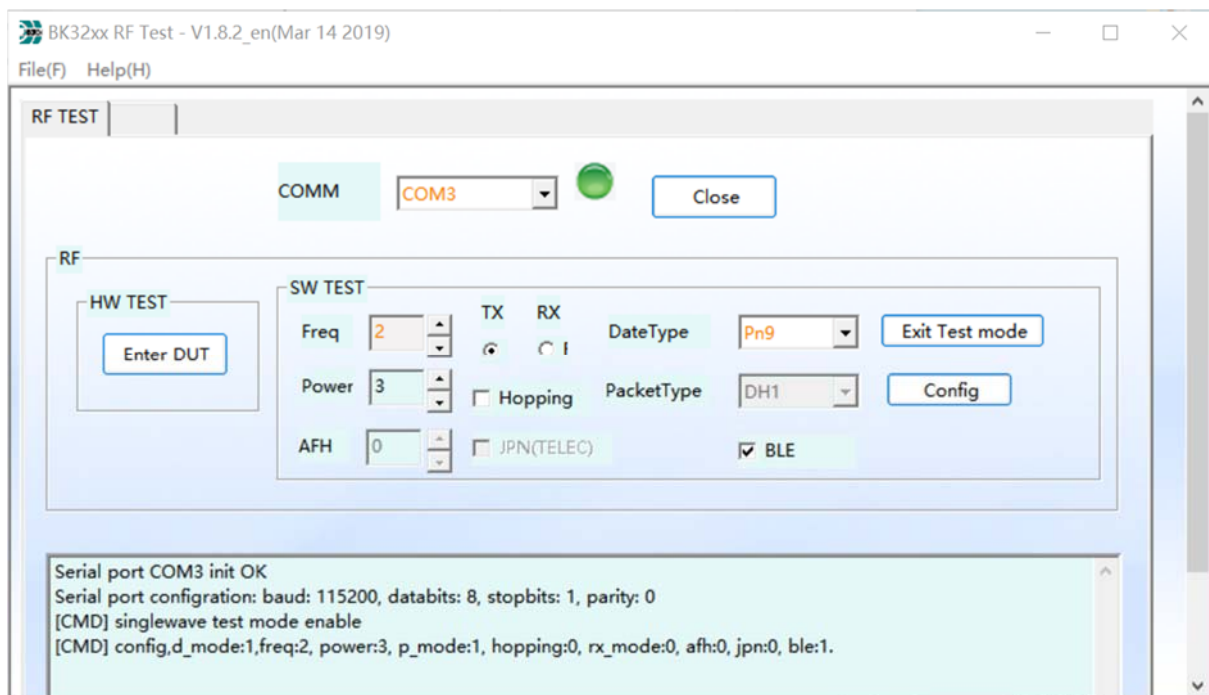 BK32xx RF Test - V1.8.2_en(Mar 14 2019)
File(F) Help(H)
RF TEST
COMM COM3 Close
RF
HW TEST
Enter DUT
SW TEST
TX RX
Freq 2 DateType Pn9 Exit Test mode
Power 3 Hopping PacketType DH1 Config
AFH 0 JPN(TELEC) BLE
Serial port COM3 init OK
Serial port configration: baud: 115200, databits: 8, stopbits: 1, parity: 0
[CMD] singlewave test mode enable
[CMD] config,d_mode:1,freq:2, power:3, p_mode:1, hopping:0, rx_mode:0, afh:0, jpn:0, ble:1.